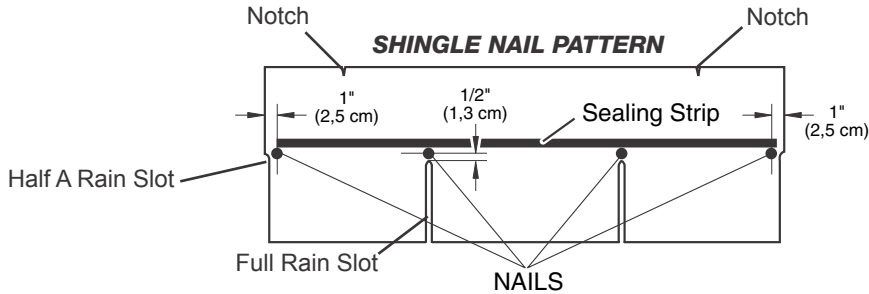 Notch
Notch
SHINGLE NAIL PATTERN
1"
(2,5 cm)
1/2"
(1,3 cm)
Sealing Strip
1"
(2,5 cm)
Half A Rain Slot
Full Rain Slot
NAILS